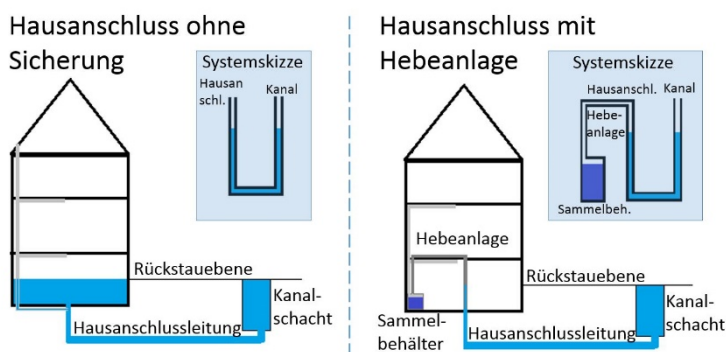 Hausanschluss ohne
Sicherung
Systemskizze
Hausan
schl.
Kanal
Rückstauebene
Kanal-
schacht
Hausanschlussleitung
Hausanschluss mit
Hebeanlage
Systemskizze
Hausanschl.
Kanal
Hebe-
anlage
Sammelbeh.
Hebeanlage
Rückstauebene
Kanal-
schacht
Sammel-
behälter
Hausanschlussleitung